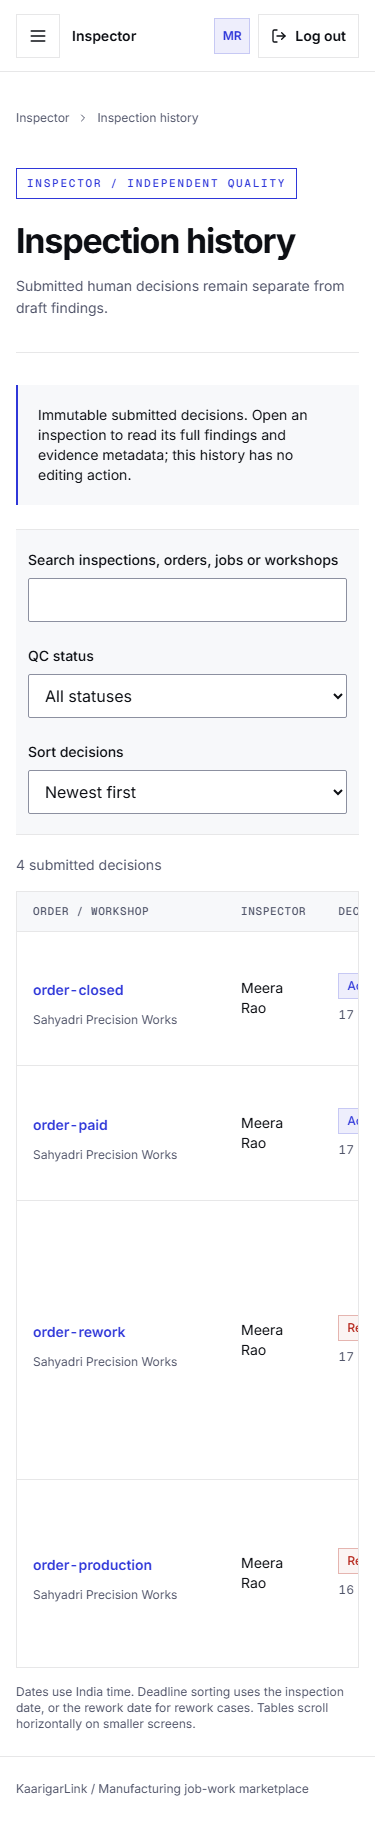 Inspector
MR
Log out
Inspector > Inspection history
INSPECTOR / INDEPENDENT QUALITY
Inspection history
Submitted human decisions remain separate from
draft findings.
Immutable submitted decisions. Open an
inspection to read its full findings and
evidence metadata; this history has no
editing action.
Search inspections, orders, jobs or workshops
QC status
All statuses
Sort decisions
Newest first
4 submitted decisions
ORDER / WORKSHOP INSPECTOR
order-closed
Sahyadri Precision Works
Meera
Rao
17
order-paid
Sahyadri Precision Works
Meera
Rao
17
order-rework
Sahyadri Precision Works
Meera
Rao
17
order-production
Sahyadri Precision Works
Meera
Rao
16
Dates use India time. Deadline sorting uses the inspection
date, or the rework date for rework cases. Tables scroll
horizontally on smaller screens.
KaarigarLink / Manufacturing job-work marketplace